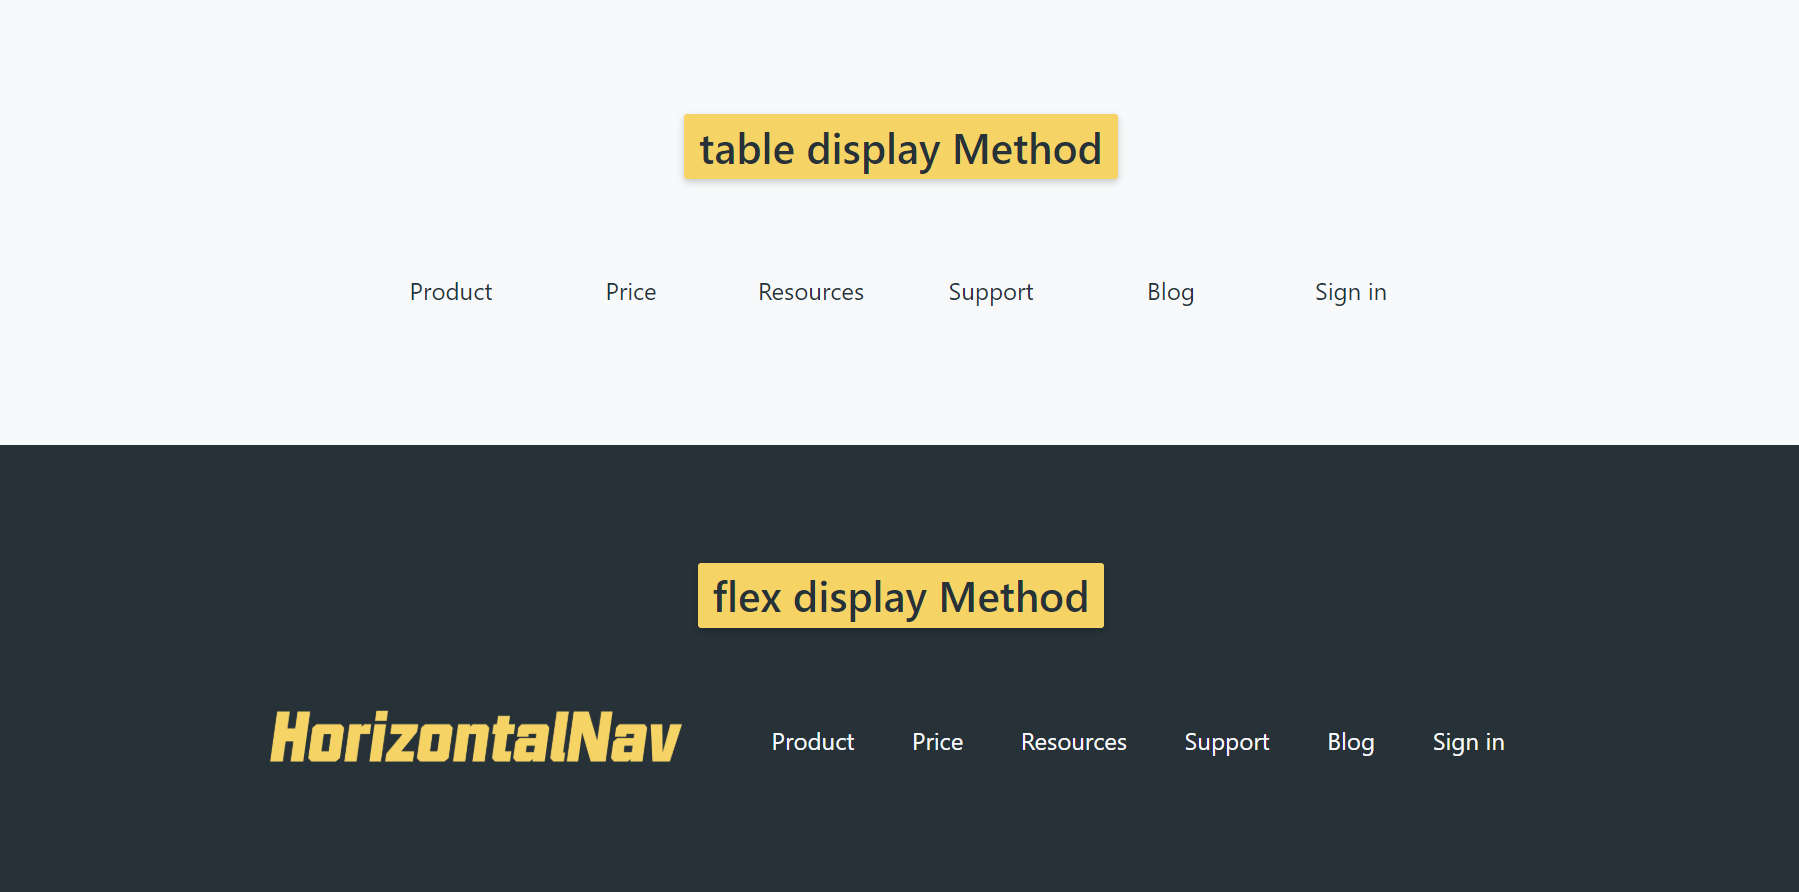 table display Method
Product Price Resources Support Blog Sign in
flex display Method
HorizontalNav Product Price Resources Support Blog Sign in